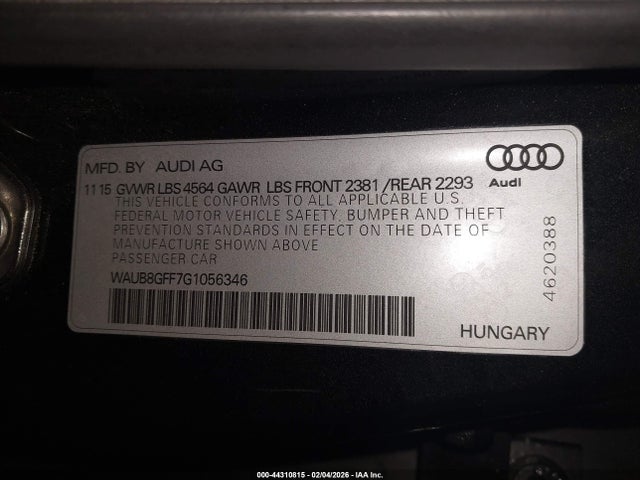 MFD. BY AUDI AG
11 15 GVWR LBS 4564 GAWR LBS FRONT 2381 /REAR 2293
Audi
THIS VEHICLE CONFORMS TO ALL APPLICABLE U.S.
FEDERAL MOTOR VEHICLE SAFETY, BUMPER AND THEFT
PREVENTION STANDARDS IN EFFECT ON THE DATE OF
MANUFACTURE SHOWN ABOVE
PASSENGER CAR
WAUB8GFF7G1056346
4620388
HUNGARY
000-44310815 - 02/04/2026 - IAA Inc.